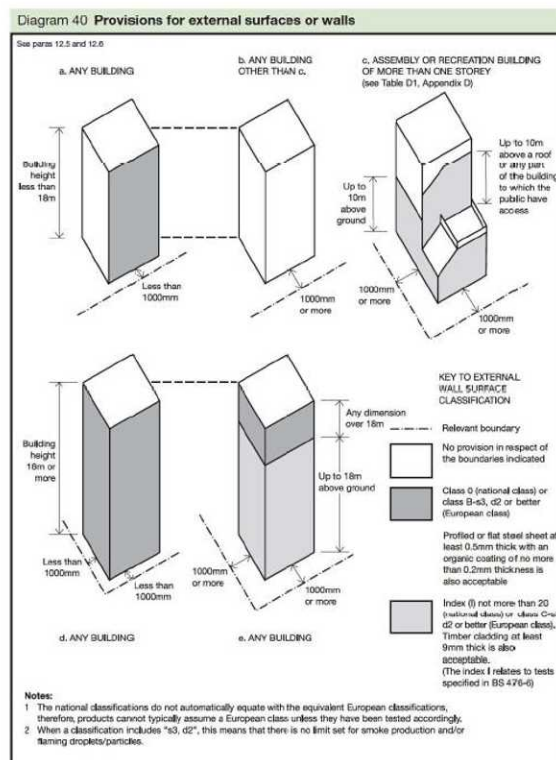 Diagram 40 Provisions for external surfaces or walls
See paras 12.5 and 12.6
a. ANY BUILDING
b. ANY BUILDING
OTHER THAN c.
c. ASSEMBLY OR RECREATION BUILDING
OF MORE THAN ONE STOREY
(see Table D1, Appendix D)
Building
height
less than
18m
Less than
1000mm
1000mm
or more
Up to
10m
above
ground
Up to 10m
above a roof
or any part
of the building
to which the
public have
access
1000mm
or more
1000mm
or more
Building
height
18m or
more
Less than
1000mm
Less than
1000mm
d. ANY BUILDING
Any dimension
over 18m
Up to 18m
above ground
1000mm
or more
1000mm
or more
e. ANY BUILDING
KEY TO EXTERNAL
WALL SURFACE
CLASSIFICATION
Relevant boundary
No provision in respect of
the boundaries indicated
Class 0 (national class) or
class B-s3, d2 or better
(European class)
Profiled or flat steel sheet at
least 0.5mm thick with an
organic coating of no more
than 0.2mm thickness is
also acceptable
Index (I) not more than 20
(national class) or class
d2 or better (European class).
Timber cladding at least
9mm thick is also
acceptable.
(The index I relates to tests
specified in BS 476-6)
Notes:
1 The national classifications do not automatically equate with the equivalent European classifications,
therefore, products cannot typically assume a European class unless they have been tested accordingly.
2 When a classification includes "s3, d2", this means that there is no limit set for smoke production and/or
flaming droplets/particles.